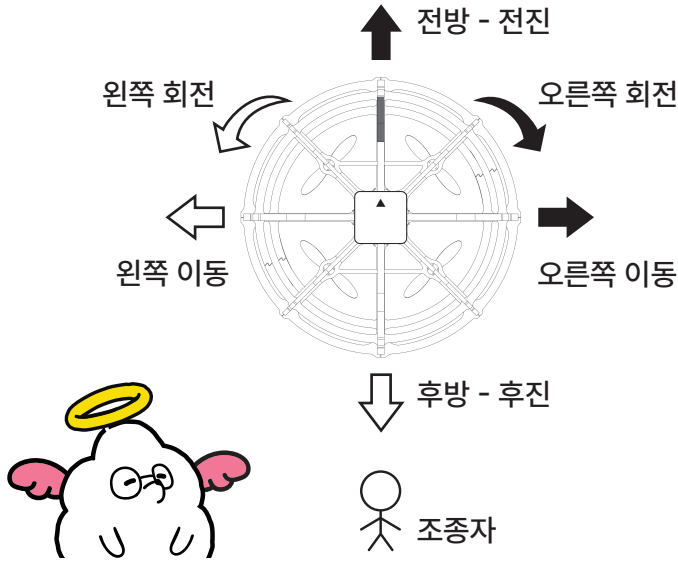 전방 - 전진
왼쪽 회전
오른쪽 회전
왼쪽 이동
오른쪽 이동
후방 - 후진
조종자